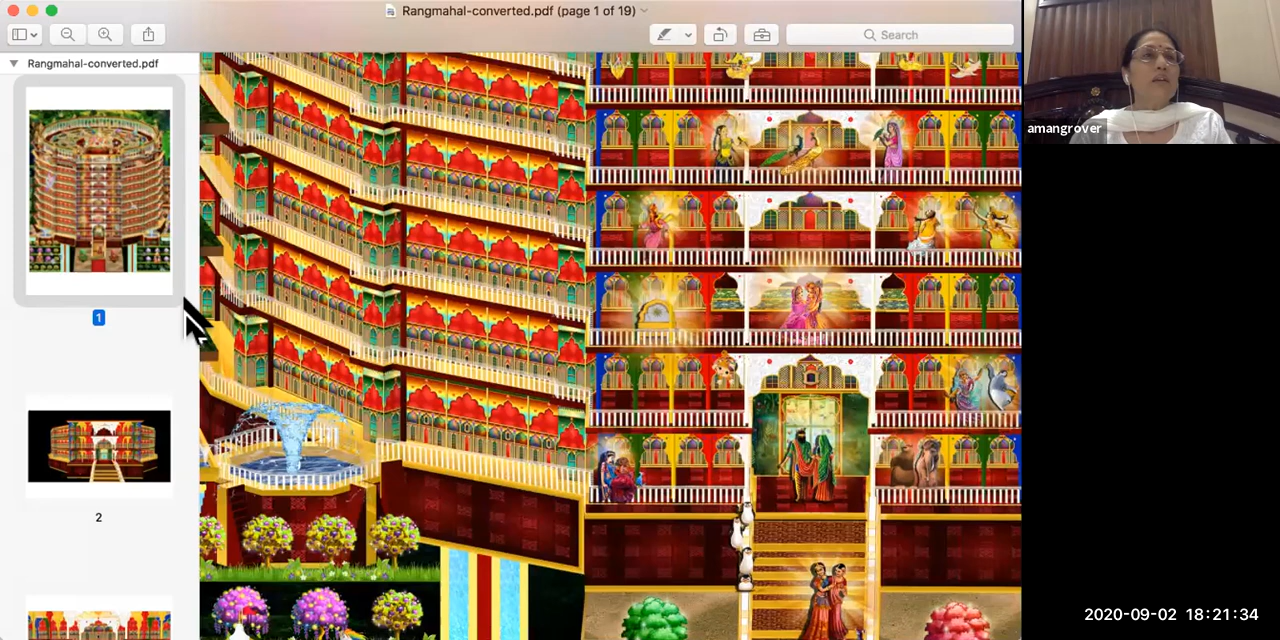 Rangmahal-converted.pdf (page 1 of 19)
Search
Rangmahal-converted.pdf
1
2
amangrover
2020-09-02 18:21:34